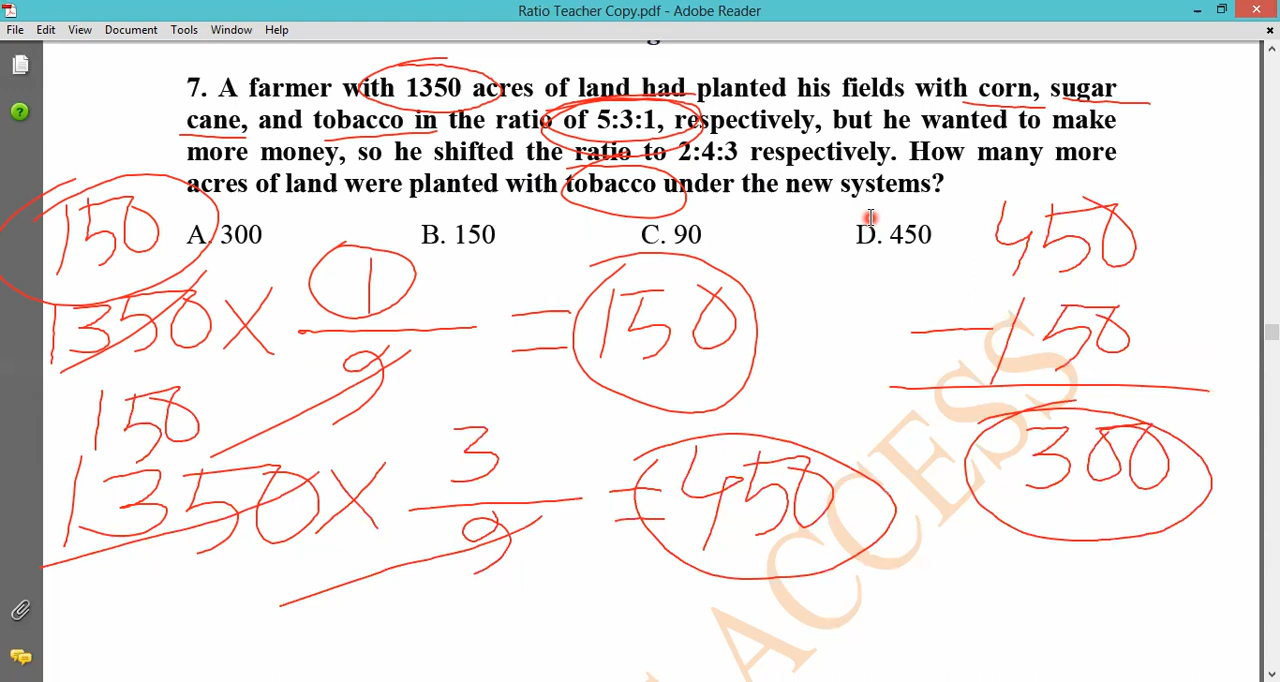 Ratio Teacher Copy.pdf - Adobe Reader
File Edit View Document Tools Window Help
7. A farmer with 1350 acres of land had planted his fields with corn, sugar
cane, and tobacco in the ratio of 5:3:1, respectively, but he wanted to make
more money, so he shifted the ratio to 2:4:3 respectively. How many more
acres of land were planted with tobacco under the new systems?
A. 300 B. 150 C. 90 D. 450
150
1350 × 1/9 = 150
150
1350 × 3/9 = 450
450
- 150
300
ACCESS